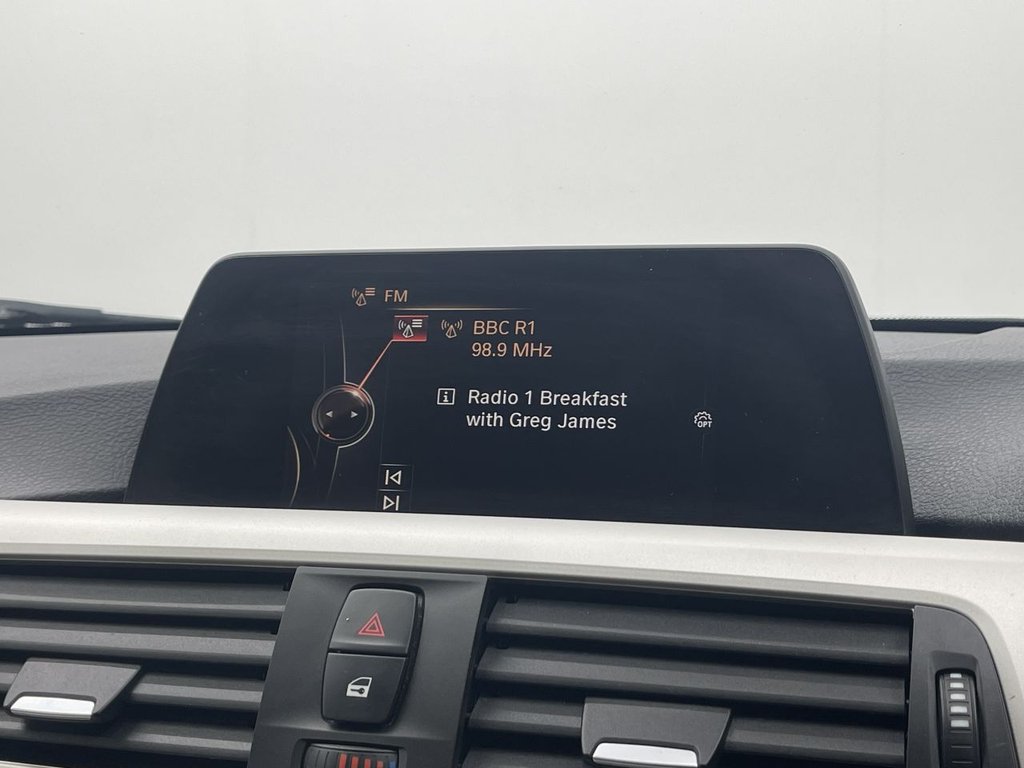 FM
BBC R1
98.9 MHz
Radio 1 Breakfast
with Greg James
OPT